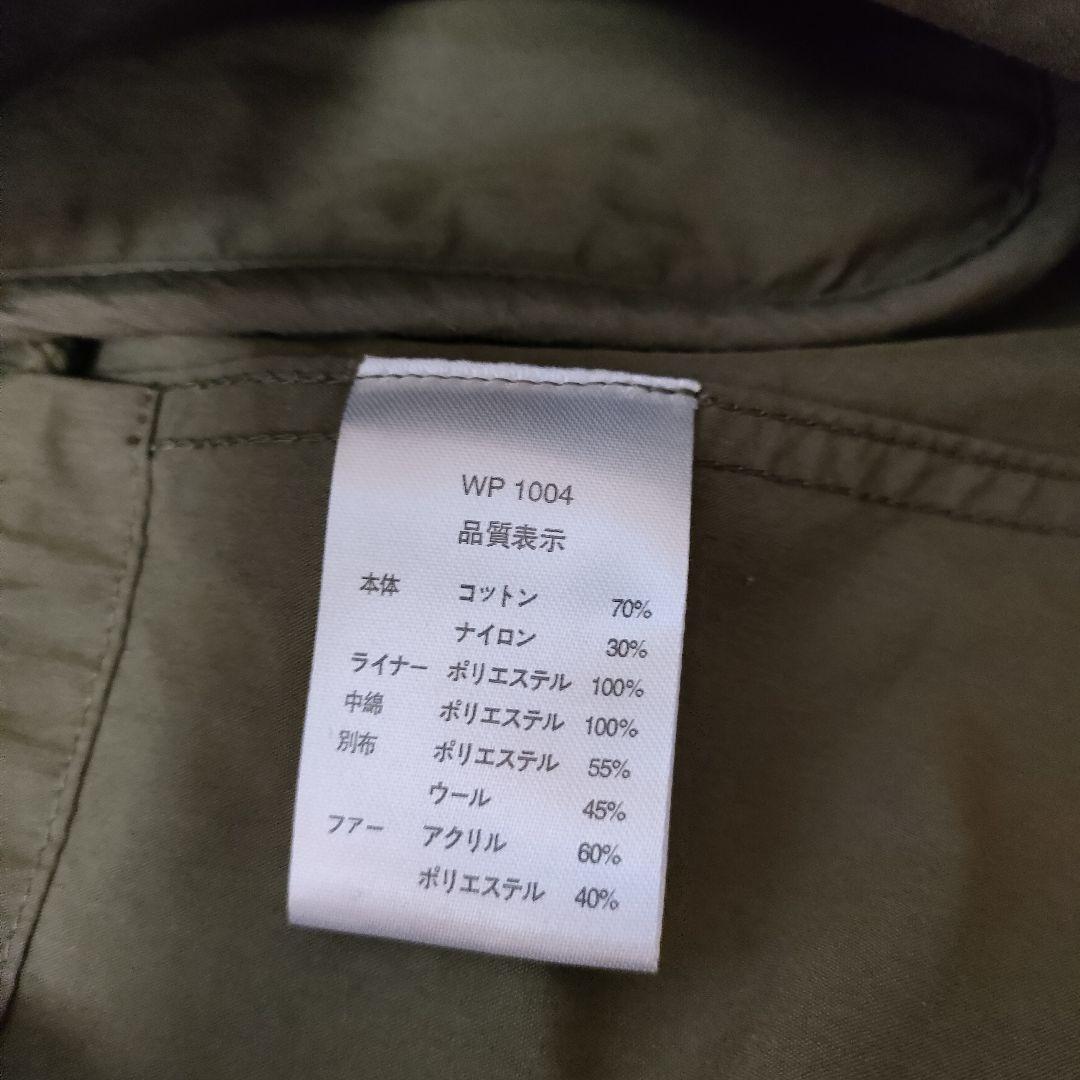 WP 1004
品質表示
本体 コットン 70%
ナイロン 30%
ライナー ポリエステル 100%
中綿 ポリエステル 100%
別布 ポリエステル 55%
ウール 45%
フアー アクリル 60%
ポリエステル 40%